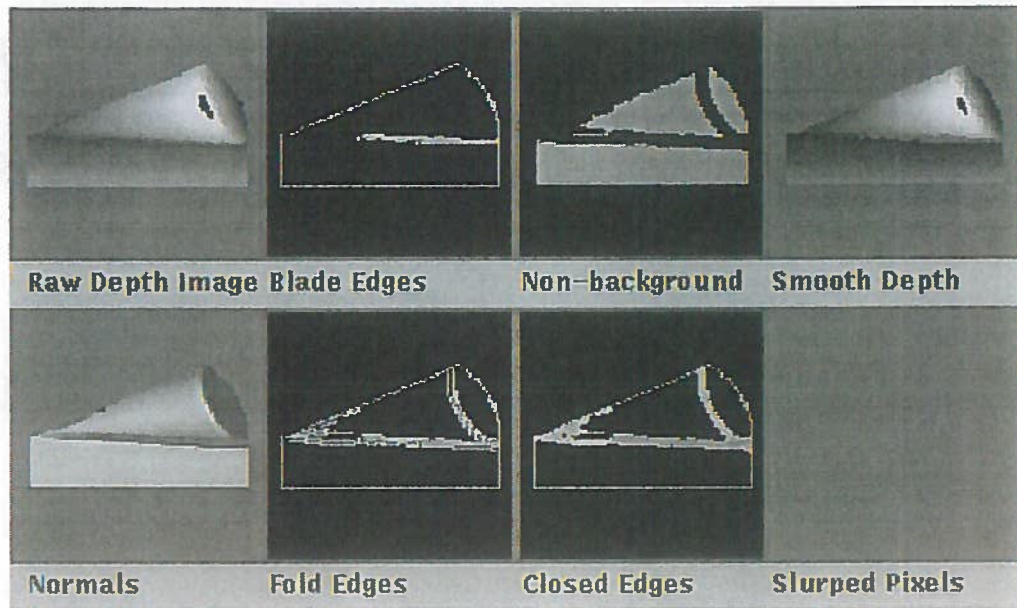 Raw Depth Image Blade Edges Non-background Smooth Depth
Normals Fold Edges Closed Edges Slurped Pixels